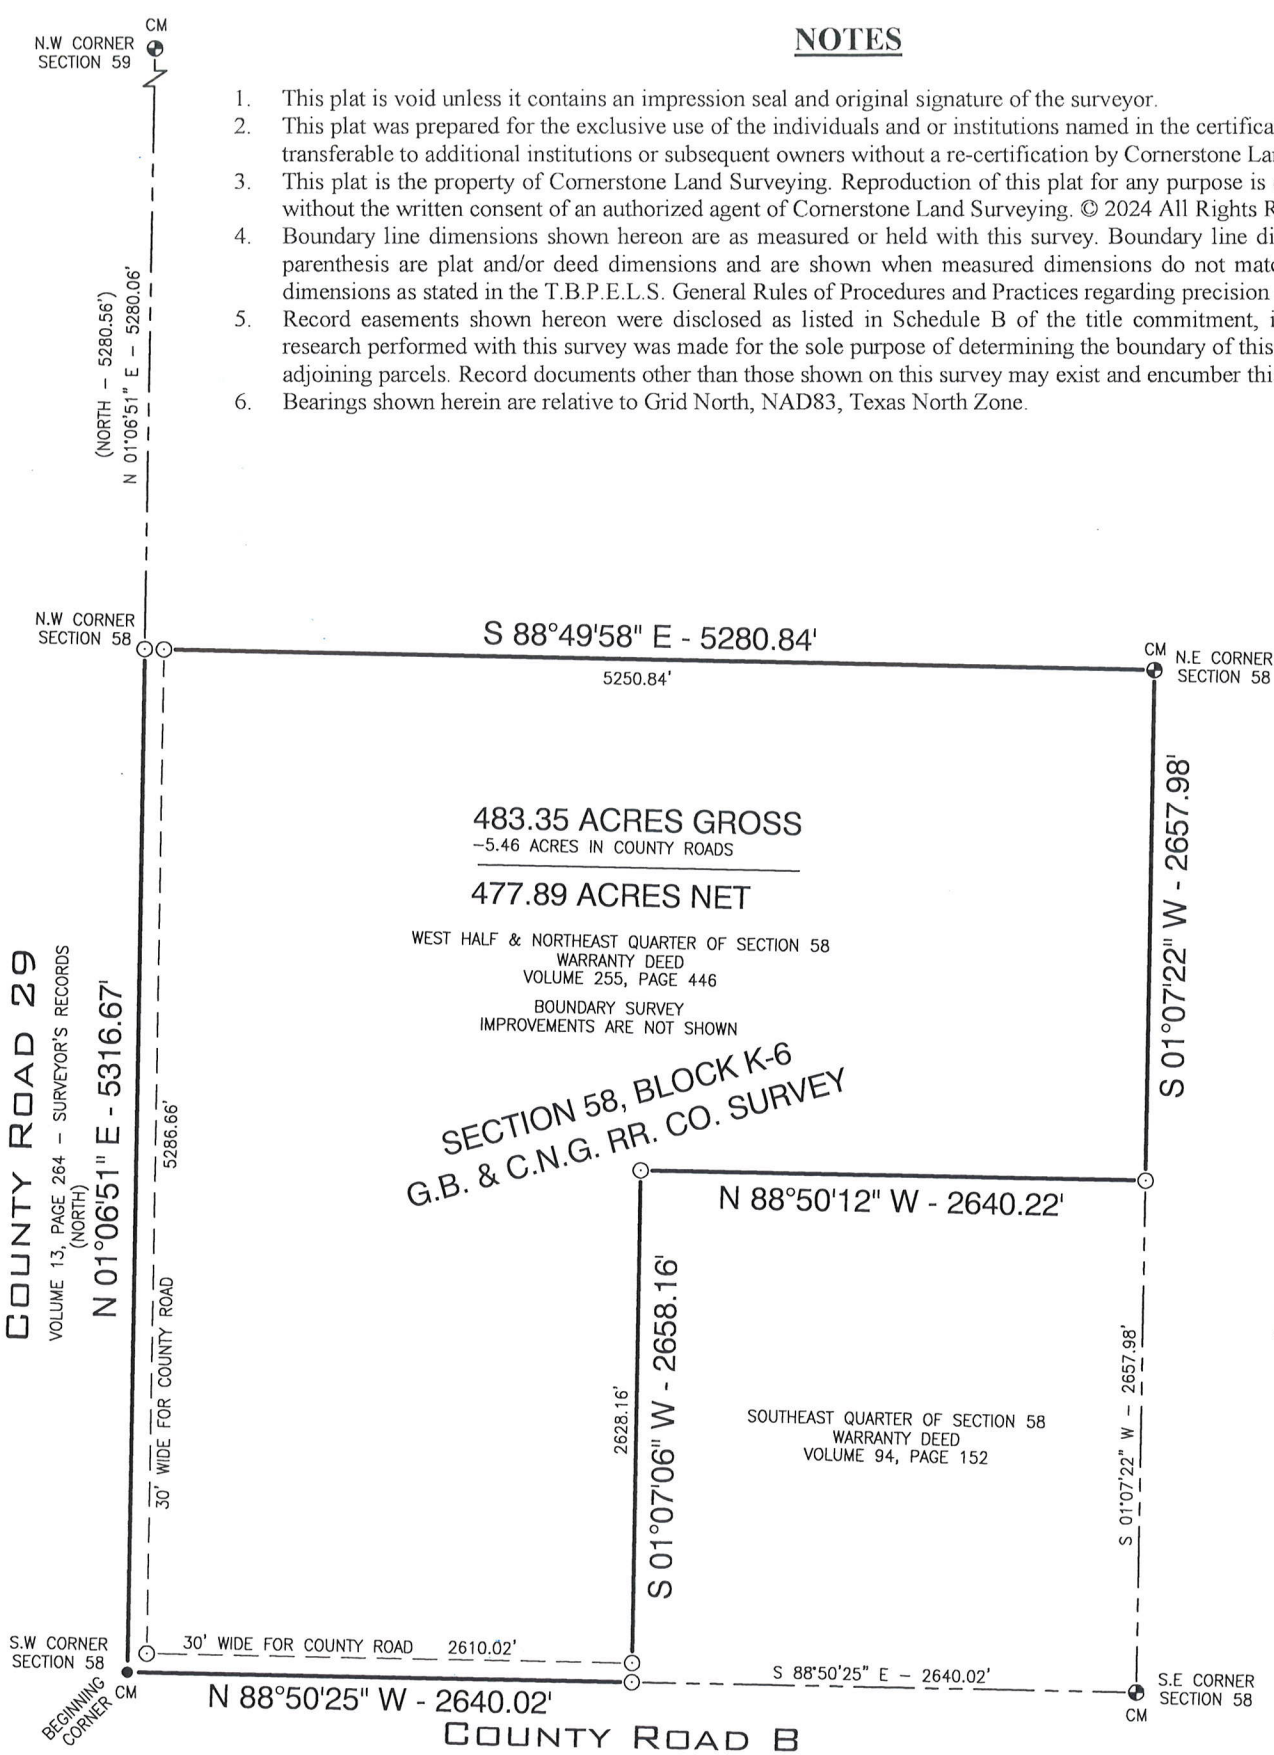 CM
N.W CORNER
SECTION 59
NOTES
1. This plat is void unless it contains an impression seal and original signature of the surveyor.
2. This plat was prepared for the exclusive use of the individuals and or institutions named in the certifica
transferable to additional institutions or subsequent owners without a re-certification by Cornerstone La
3. This plat is the property of Cornerstone Land Surveying. Reproduction of this plat for any purpose is
without the written consent of an authorized agent of Cornerstone Land Surveying. © 2024 All Rights R
4. Boundary line dimensions shown hereon are as measured or held with this survey. Boundary line di
parenthesis are plat and/or deed dimensions and are shown when measured dimensions do not mat
dimensions as stated in the T.B.P.E.L.S. General Rules of Procedures and Practices regarding precision
5. Record easements shown hereon were disclosed as listed in Schedule B of the title commitment, i
research performed with this survey was made for the sole purpose of determining the boundary of this
adjoining parcels. Record documents other than those shown on this survey may exist and encumber thi
6. Bearings shown herein are relative to Grid North, NAD83, Texas North Zone.
(NORTH - 5280.56')
N 01°06'51" E - 5280.06'
N.W CORNER
SECTION 58
S 88°49'58" E - 5280.84'
5250.84'
CM
N.E CORNER
SECTION 58
S 01°07'22" W - 2657.98'
483.35 ACRES GROSS
-5.46 ACRES IN COUNTY ROADS
477.89 ACRES NET
WEST HALF & NORTHEAST QUARTER OF SECTION 58
WARRANTY DEED
VOLUME 255, PAGE 446
BOUNDARY SURVEY
IMPROVEMENTS ARE NOT SHOWN
SECTION 58, BLOCK K-6
G.B. & C.N.G. RR. CO. SURVEY
COUNTY ROAD 29
VOLUME 13, PAGE 264 - SURVEYOR'S RECORDS
(NORTH)
N 01°06'51" E - 5316.67'
5286.66'
30' WIDE FOR COUNTY ROAD
N 88°50'12" W - 2640.22'
2628.16'
S 01°07'06" W - 2658.16'
SOUTHEAST QUARTER OF SECTION 58
WARRANTY DEED
VOLUME 94, PAGE 152
S 01°07'22" W - 2657.98'
S.W CORNER
SECTION 58
30' WIDE FOR COUNTY ROAD 2610.02'
BEGINNING
CORNER
CM
N 88°50'25" W - 2640.02'
S 88°50'25" E - 2640.02'
S.E CORNER
SECTION 58
CM
COUNTY ROAD B